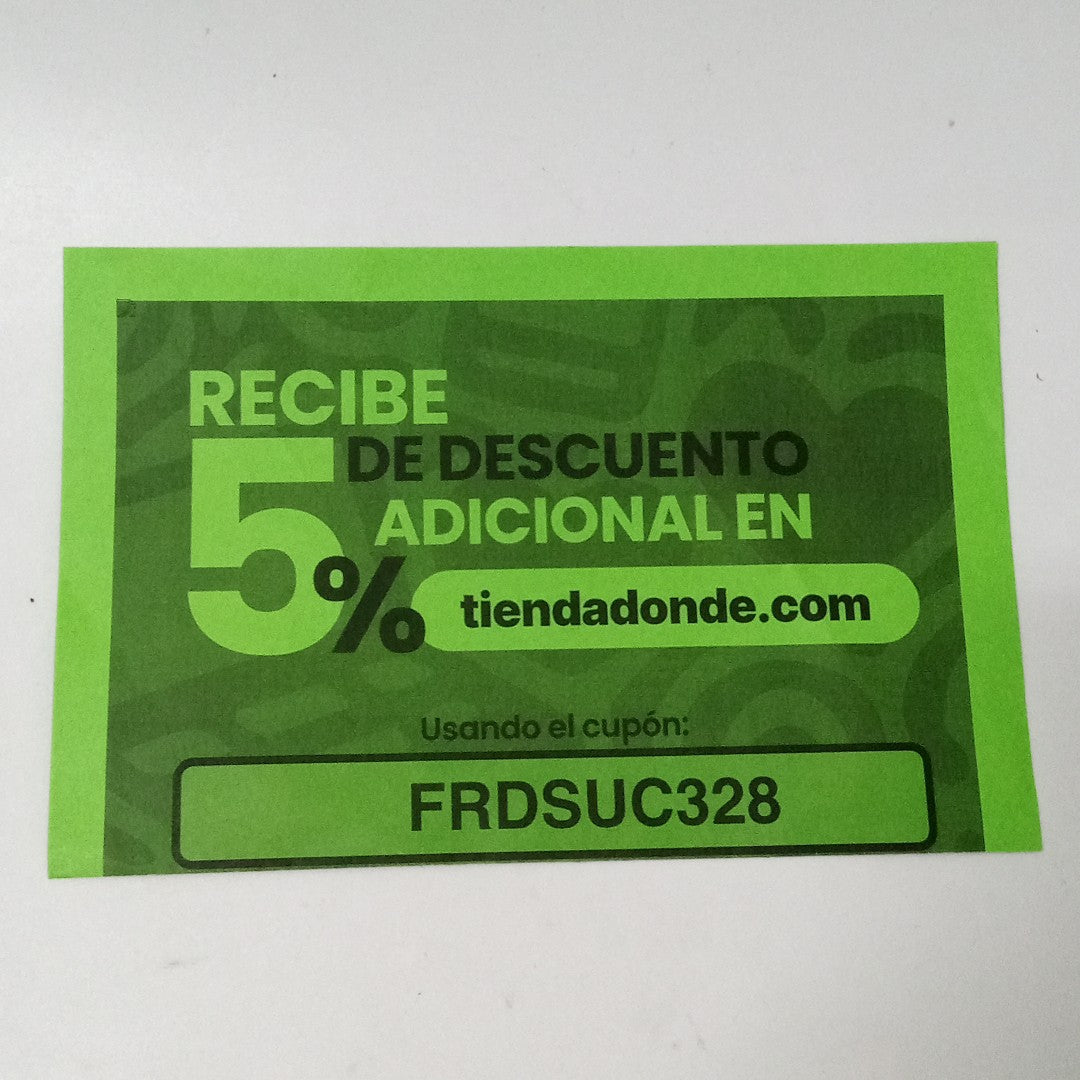 RECIBE
5% DE DESCUENTO
ADICIONAL EN
tiendadonde.com
Usando el cupón:
FRDSUC328